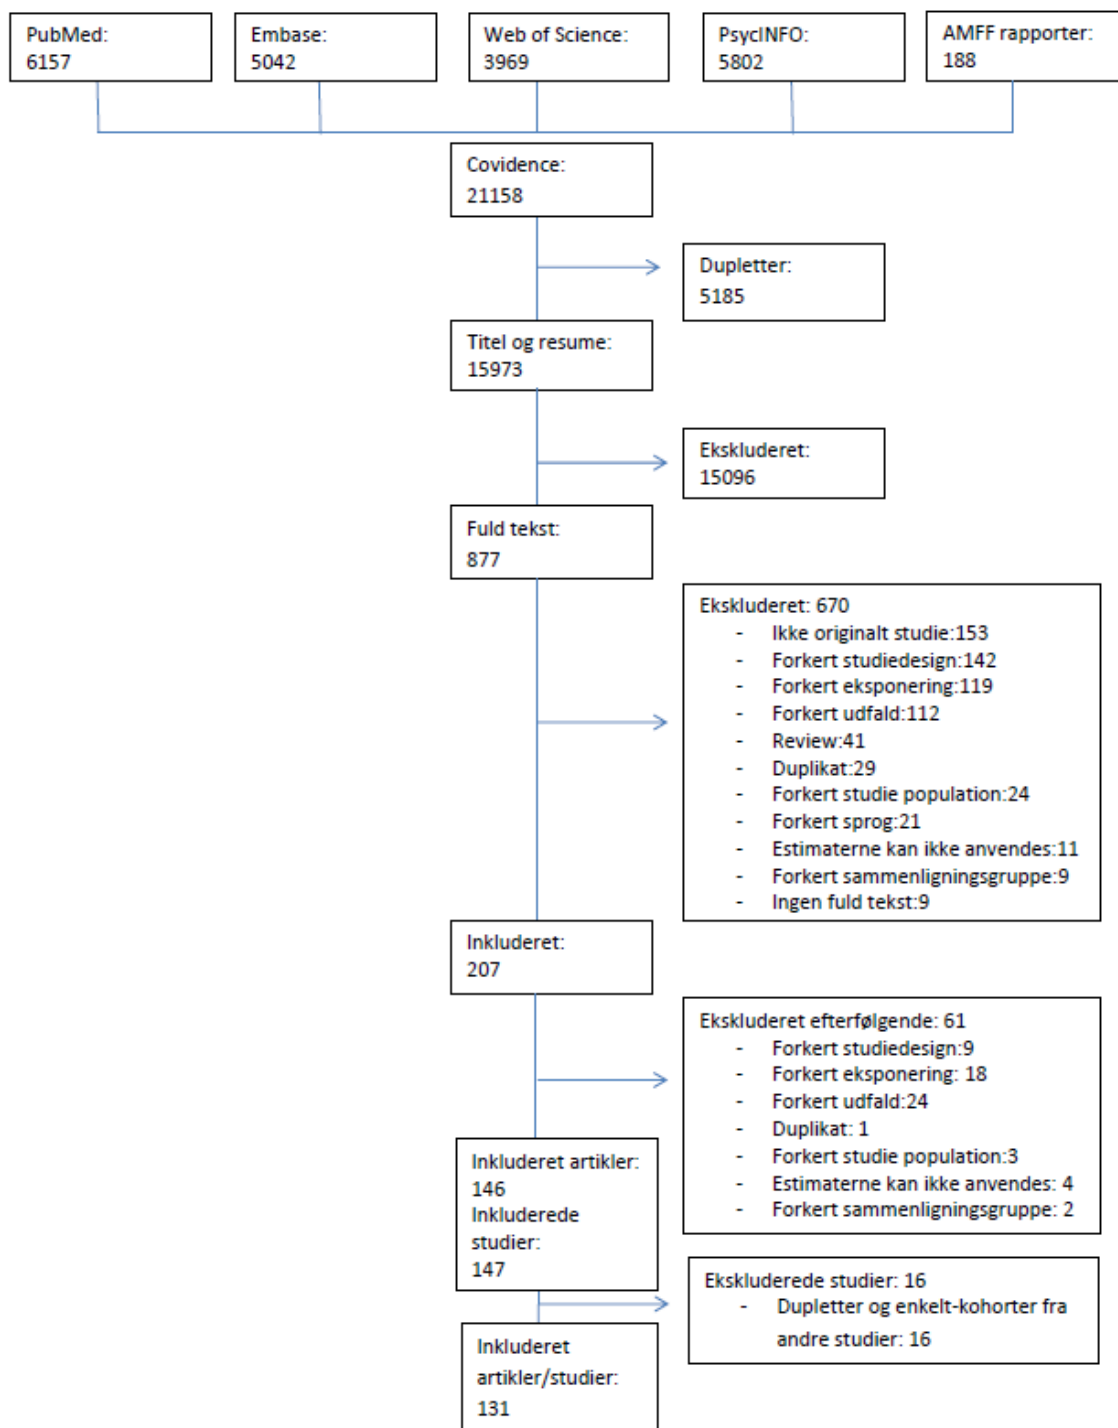 PubMed:
6157
Embase:
5042
Web of Science:
3969
PsycINFO:
5802
AMFF rapporter:
188
Covidence:
21158
Dupletter:
5185
Titel og resume:
15973
Ekskluderet:
15096
Fuld tekst:
877
Ekskluderet: 670
- Ikke originalt studie:153
- Forkert studiedesign:142
- Forkert eksponering:119
- Forkert udfald:112
- Review:41
- Duplikat:29
- Forkert studie population:24
- Forkert sprog:21
- Estimaterne kan ikke anvendes:11
- Forkert sammenligningsgruppe:9
- Ingen fuld tekst:9
Inkluderet:
207
Ekskluderet efterfølgende: 61
- Forkert studiedesign:9
- Forkert eksponering: 18
- Forkert udfald:24
- Duplikat: 1
- Forkert studie population:3
- Estimaterne kan ikke anvendes: 4
- Forkert sammenligningsgruppe: 2
Inkluderet artikler:
146
Inkluderede
studier:
147
Ekskluderede studier: 16
- Dupletter og enkelt-kohorter fra
andre studier: 16
Inkluderet
artikler/studier:
131